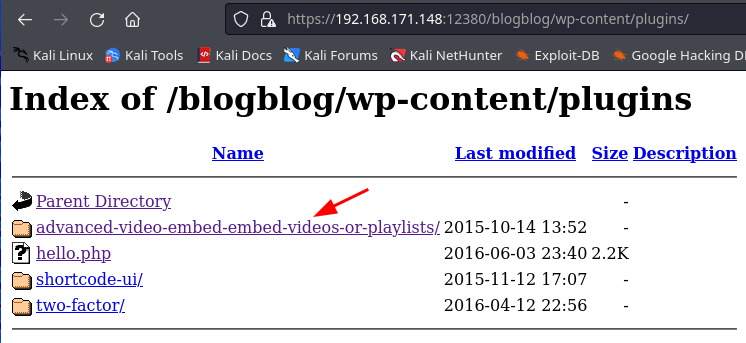 https://192.168.171.148:12380/blogblog/wp-content/plugins/
Kali Linux Kali Tools Kali Docs Kali Forums Kali NetHunter Exploit-DB Google Hacking D
Index of /blogblog/wp-content/plugins
Name Last modified Size Description
Parent Directory -
advanced-video-embed-embed-videos-or-playlists/ 2015-10-14 13:52 -
hello.php 2016-06-03 23:40 2.2K
shortcode-ui/ 2015-11-12 17:07 -
two-factor/ 2016-04-12 22:56 -